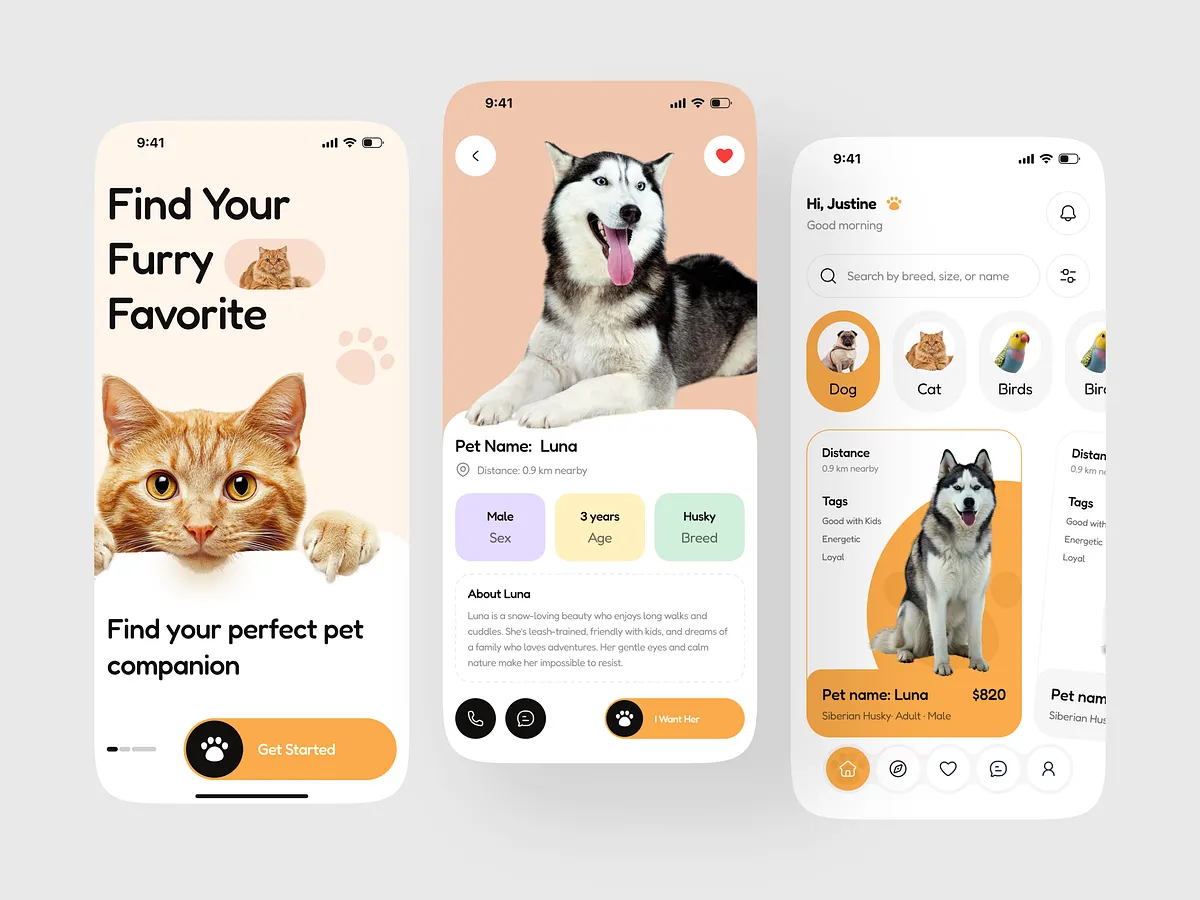 9:41
Find Your
Furry
Favorite
Find your perfect pet
companion
Get Started
9:41
Pet Name: Luna
Distance: 0.9 km nearby
Male
Sex
3 years
Age
Husky
Breed
About Luna
Luna is a snow-loving beauty who enjoys long walks and
cuddles. She's leash-trained, friendly with kids, and dreams of
a family who loves adventures. Her gentle eyes and calm
nature make her impossible to resist.
I Want Her
9:41
Hi, Justine
Good morning
Search by breed, size, or name
Dog
Cat
Birds
Bird
Distance
0.9 km nearby
Tags
Good with Kids
Energetic
Loyal
Pet name: Luna
$820
Siberian Husky· Adult · Male
Distan
0.9 km n
Tags
Good with
Energetic
Loyal
Pet nam
Siberian Hus